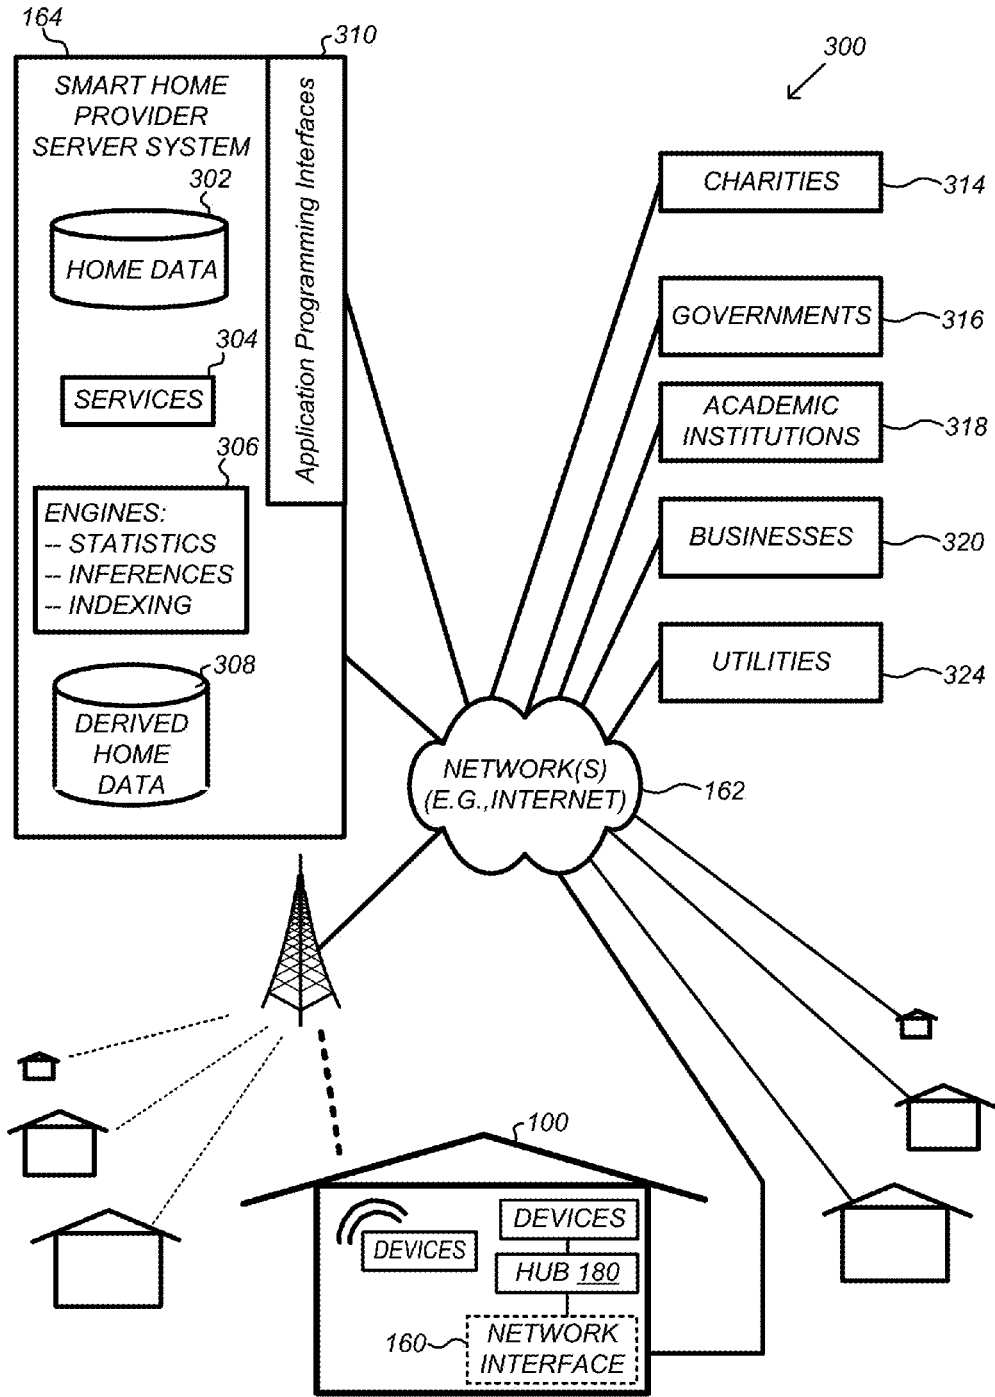 164
310
300
SMART HOME
PROVIDER
SERVER SYSTEM
Application Programming Interfaces
302
HOME DATA
304
SERVICES
306
ENGINES:
-- STATISTICS
-- INFERENCES
-- INDEXING
308
DERIVED
HOME
DATA
CHARITIES
314
GOVERNMENTS
316
ACADEMIC
INSTITUTIONS
318
BUSINESSES
320
UTILITIES
324
NETWORK(S)
(E.G.,INTERNET)
162
100
DEVICES
DEVICES
HUB 180
160
NETWORK
INTERFACE